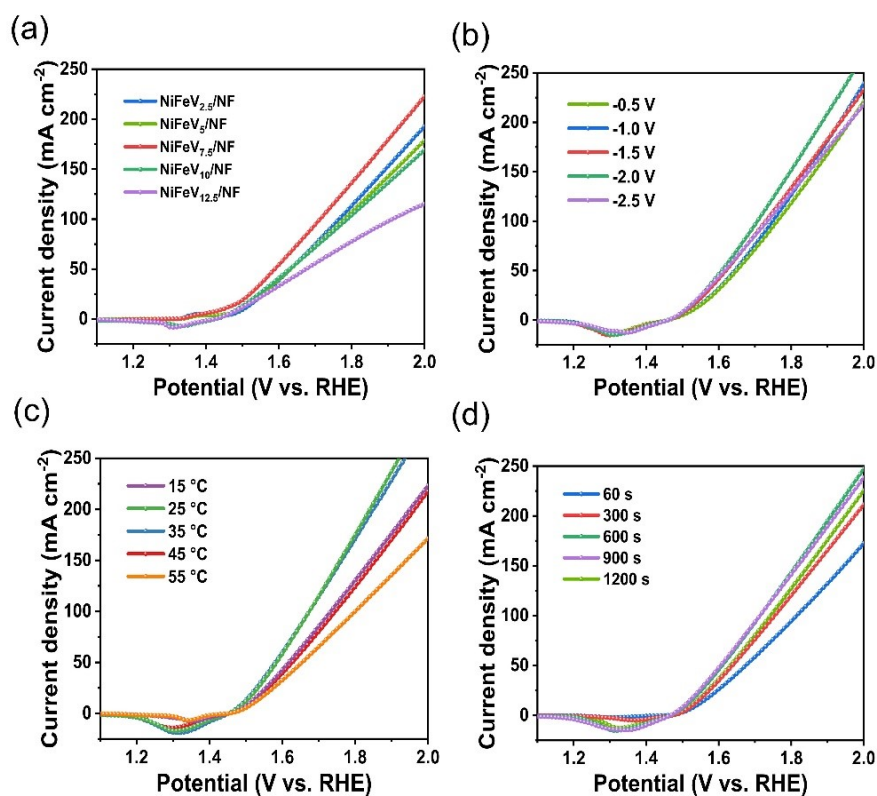 (a)
Current density (mA cm⁻²)
250
200
150
100
50
0
NiFeV₂.₅/NF
NiFeV₅/NF
NiFeV₇.₅/NF
NiFeV₁₀/NF
NiFeV₁₂.₅/NF
1.2
1.4
1.6
1.8
2.0
Potential (V vs. RHE)
(b)
Current density (mA cm⁻²)
250
200
150
100
50
0
-0.5 V
-1.0 V
-1.5 V
-2.0 V
-2.5 V
1.2
1.4
1.6
1.8
2.0
Potential (V vs. RHE)
(c)
Current density (mA cm⁻²)
250
200
150
100
50
0
15 °C
25 °C
35 °C
45 °C
55 °C
1.2
1.4
1.6
1.8
2.0
Potential (V vs. RHE)
(d)
Current density (mA cm⁻²)
250
200
150
100
50
0
60 s
300 s
600 s
900 s
1200 s
1.2
1.4
1.6
1.8
2.0
Potential (V vs. RHE)